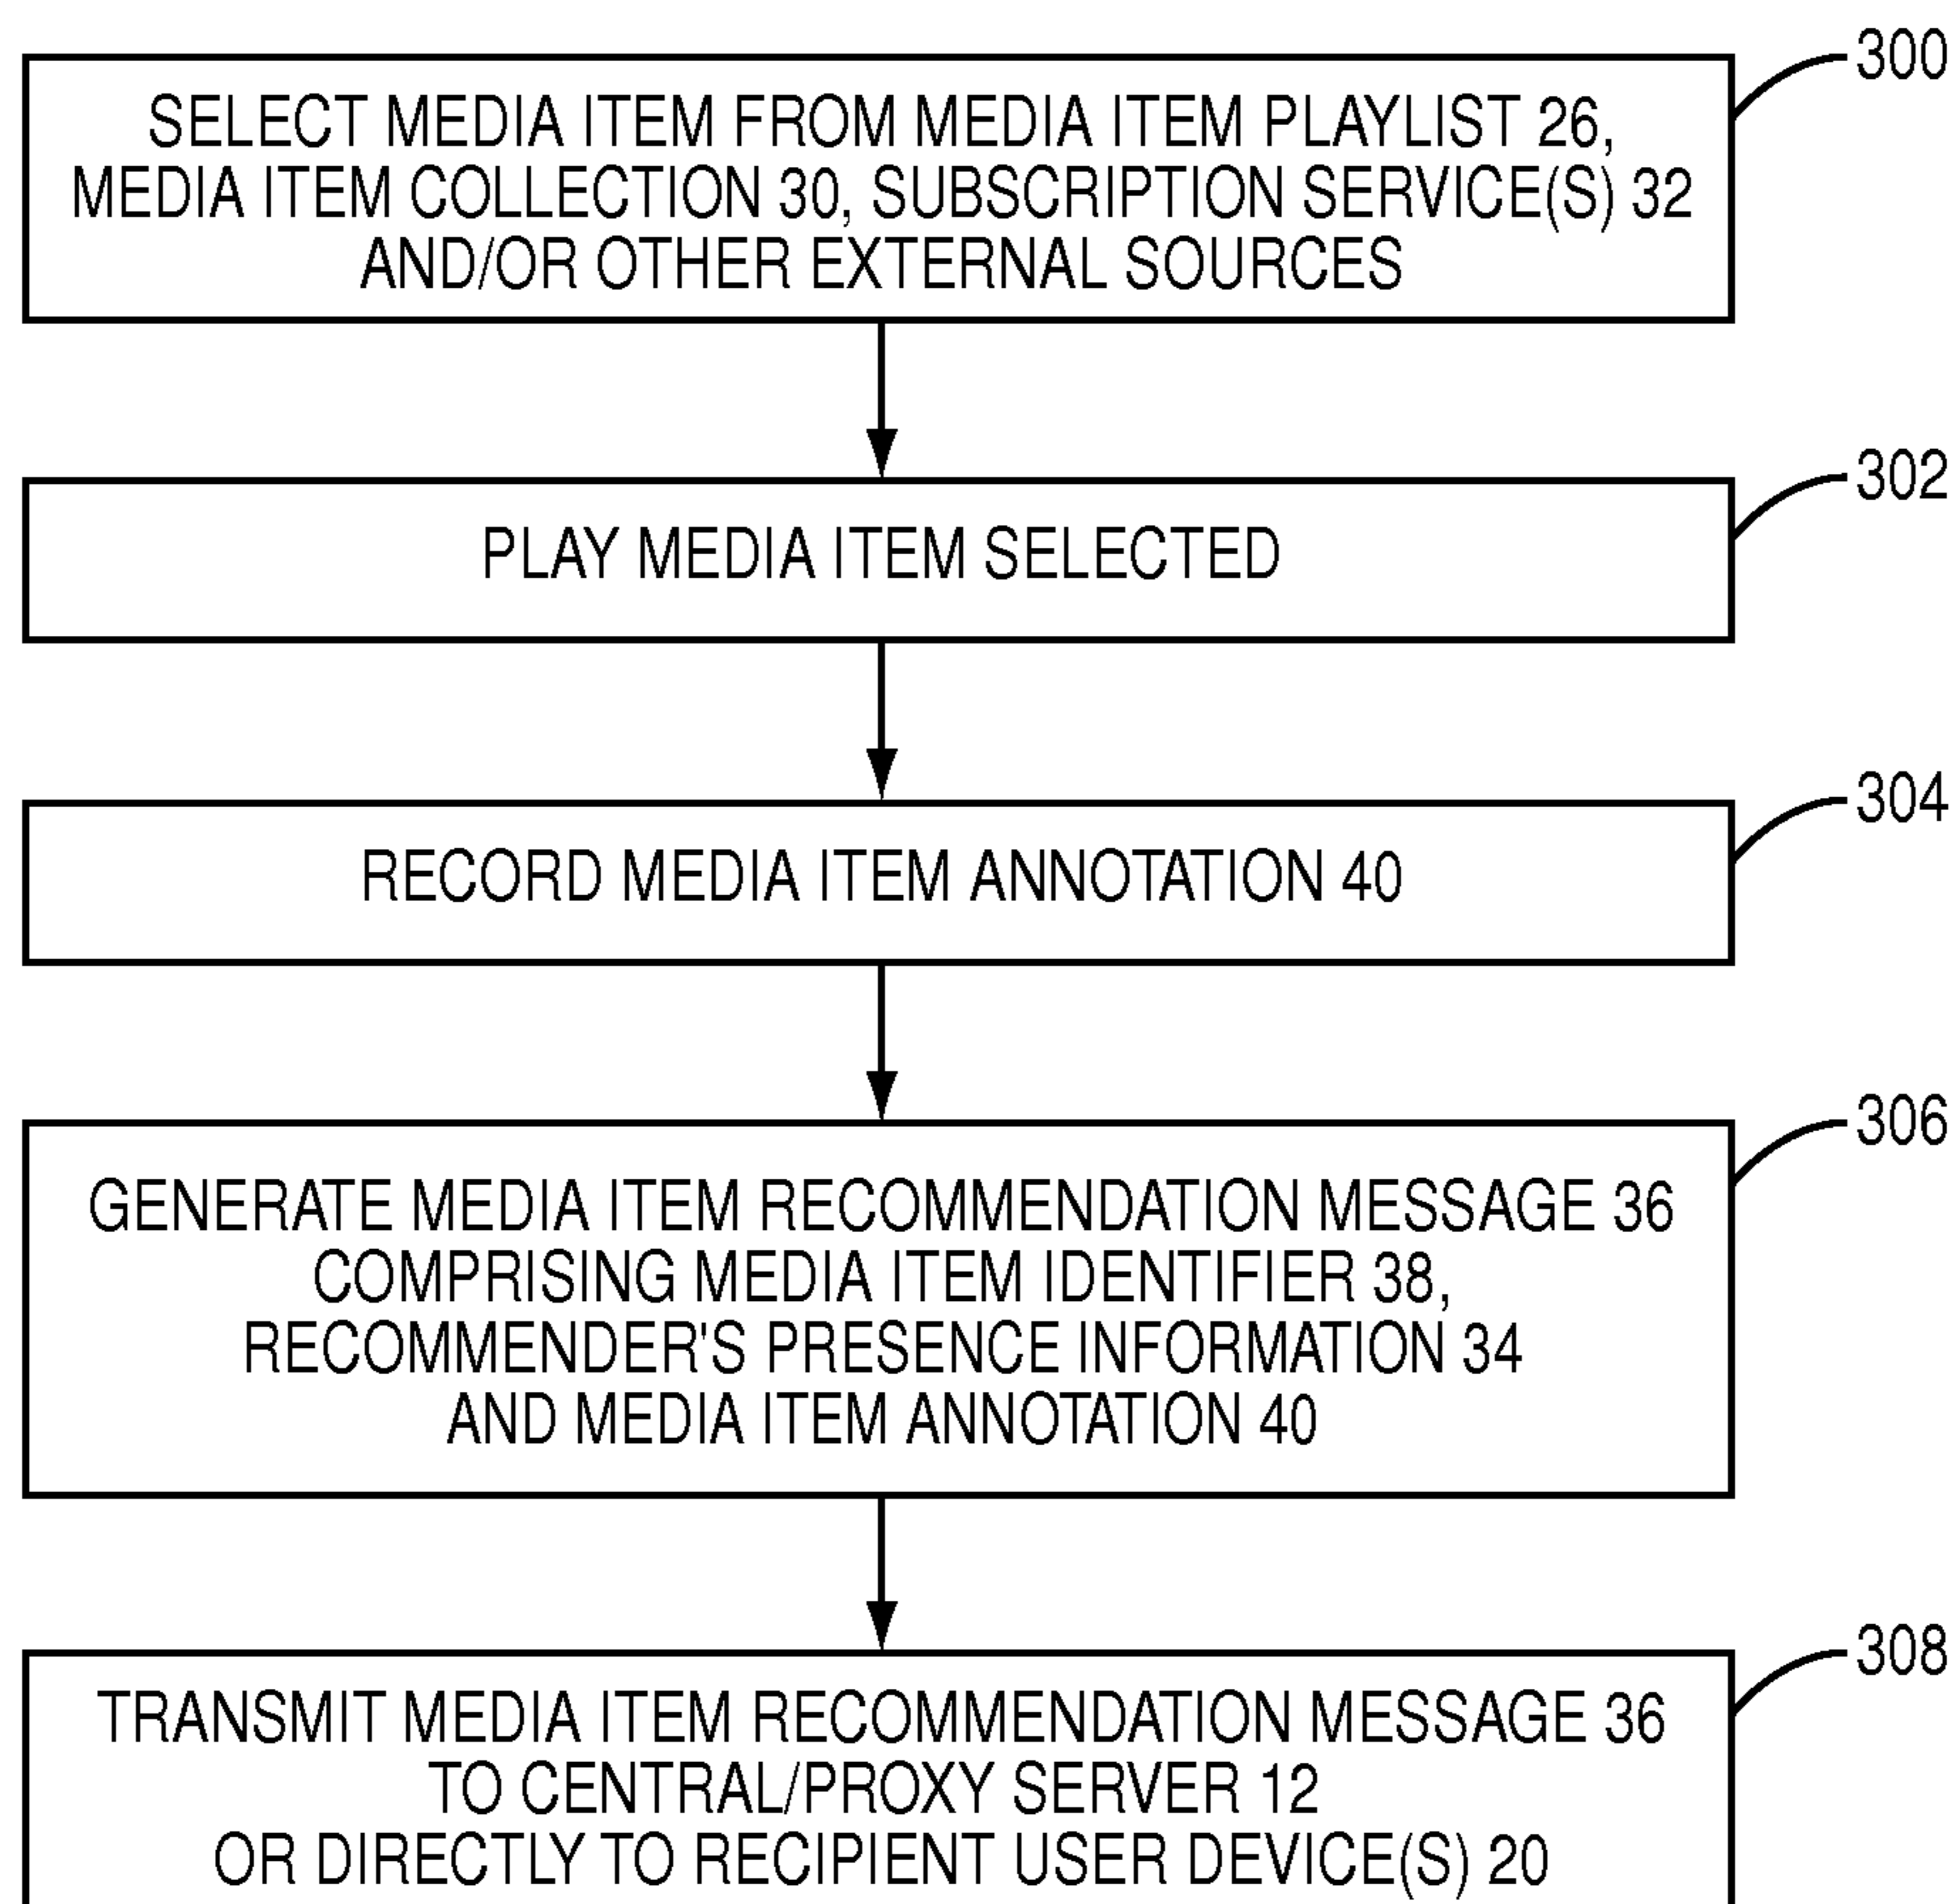 300
SELECT MEDIA ITEM FROM MEDIA ITEM PLAYLIST 26,
MEDIA ITEM COLLECTION 30, SUBSCRIPTION SERVICE(S) 32
AND/OR OTHER EXTERNAL SOURCES
302
PLAY MEDIA ITEM SELECTED
304
RECORD MEDIA ITEM ANNOTATION 40
306
GENERATE MEDIA ITEM RECOMMENDATION MESSAGE 36
COMPRISING MEDIA ITEM IDENTIFIER 38,
RECOMMENDER'S PRESENCE INFORMATION 34
AND MEDIA ITEM ANNOTATION 40
308
TRANSMIT MEDIA ITEM RECOMMENDATION MESSAGE 36
TO CENTRAL/PROXY SERVER 12
OR DIRECTLY TO RECIPIENT USER DEVICE(S) 20